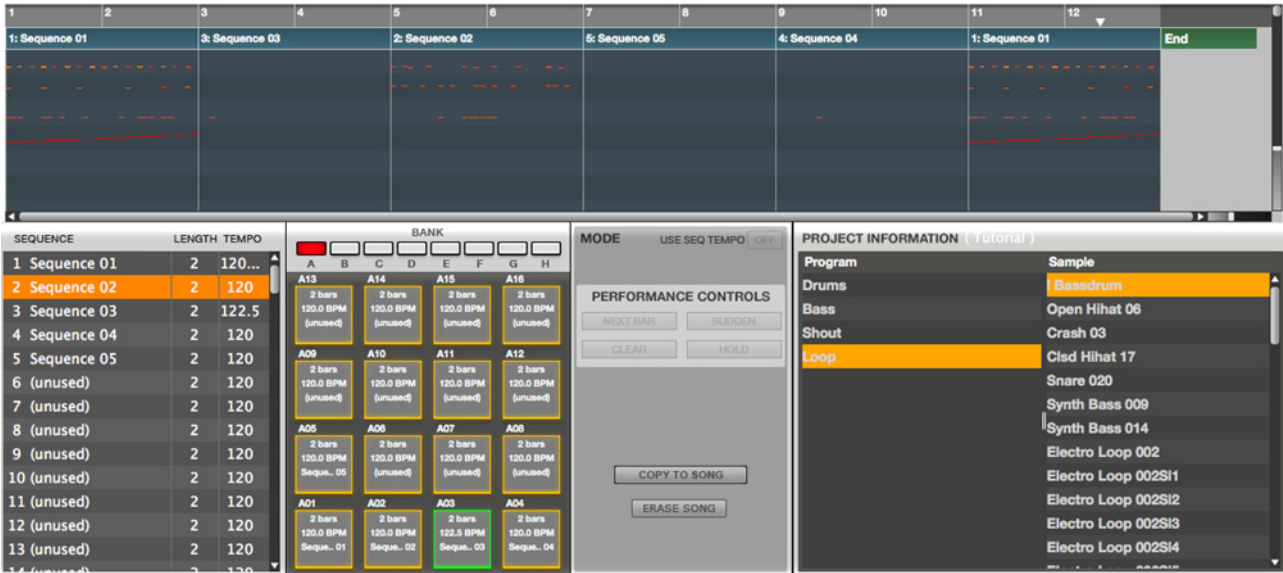 1 2 3 4 5 6 7 8 9 10 11 12
1: Sequence 01 3: Sequence 03 2: Sequence 02 5: Sequence 05 4: Sequence 04 1: Sequence 01 End
SEQUENCE LENGTH TEMPO
1 Sequence 01 2 120...
2 Sequence 02 2 120
3 Sequence 03 2 122.5
4 Sequence 04 2 120
5 Sequence 05 2 120
6 (unused) 2 120
7 (unused) 2 120
8 (unused) 2 120
9 (unused) 2 120
10 (unused) 2 120
11 (unused) 2 120
12 (unused) 2 120
13 (unused) 2 120
14 (unused) 2 120
BANK
A B C D E F G H
A13 A14 A15 A16
2 bars 2 bars 2 bars 2 bars
120.0 BPM 120.0 BPM 120.0 BPM 120.0 BPM
(unused) (unused) (unused) (unused)
A09 A10 A11 A12
2 bars 2 bars 2 bars 2 bars
120.0 BPM 120.0 BPM 120.0 BPM 120.0 BPM
(unused) (unused) (unused) (unused)
A05 A06 A07 A08
2 bars 2 bars 2 bars 2 bars
120.0 BPM 120.0 BPM 120.0 BPM 120.0 BPM
Seque.. 05 (unused) (unused) (unused)
A01 A02 A03 A04
2 bars 2 bars 2 bars 2 bars
120.0 BPM 120.0 BPM 122.5 BPM 120.0 BPM
Seque.. 01 Seque.. 02 Seque.. 03 Seque.. 04
MODE USE SEQ TEMPO OFF
PERFORMANCE CONTROLS
NEXT BAR SUDDEN
CLEAR HOLD
COPY TO SONG
ERASE SONG
PROJECT INFORMATION ( Tutorial )
Program Sample
Drums Bassdrum
Bass Open Hihat 06
Shout Crash 03
Loop Clsd Hihat 17
Snare 020
Synth Bass 009
Synth Bass 014
Electro Loop 002
Electro Loop 002Sl1
Electro Loop 002Sl2
Electro Loop 002Sl3
Electro Loop 002Sl4